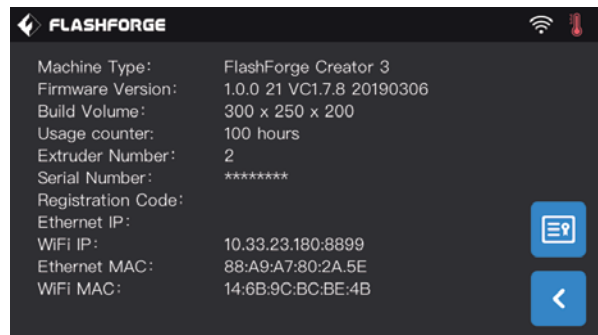 FLASHFORGE
Machine Type: FlashForge Creator 3
Firmware Version: 1.0.0 21 VC1.7.8 20190306
Build Volume: 300 x 250 x 200
Usage counter: 100 hours
Extruder Number: 2
Serial Number: ********
Registration Code:
Ethernet IP:
WiFi IP: 10.33.23.180:8899
Ethernet MAC: 88:A9:A7:80:2A.5E
WiFi MAC: 14:6B:9C:BC:BE:4B